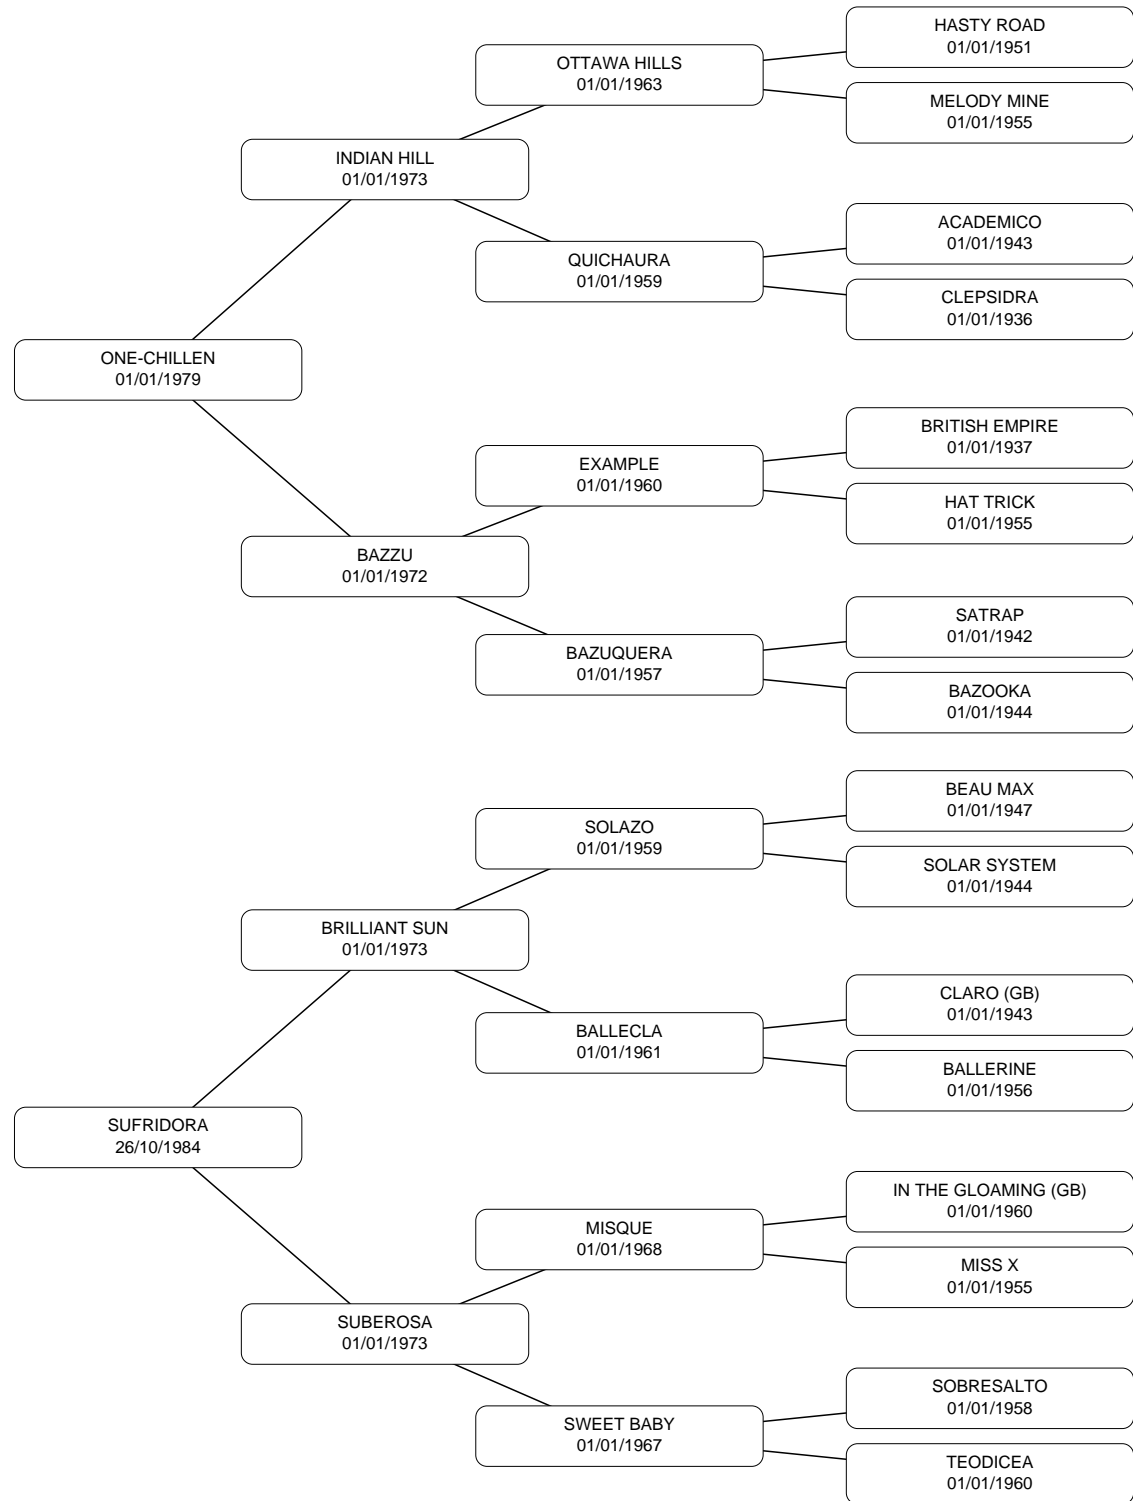 HASTY ROAD
01/01/1951
OTTAWA HILLS
01/01/1963
MELODY MINE
01/01/1955
INDIAN HILL
01/01/1973
ACADEMICO
01/01/1943
QUICHAURA
01/01/1959
CLEPSIDRA
01/01/1936
ONE-CHILLEN
01/01/1979
BRITISH EMPIRE
01/01/1937
EXAMPLE
01/01/1960
HAT TRICK
01/01/1955
BAZZU
01/01/1972
SATRAP
01/01/1942
BAZUQUERA
01/01/1957
BAZOOKA
01/01/1944
BEAU MAX
01/01/1947
SOLAZO
01/01/1959
SOLAR SYSTEM
01/01/1944
BRILLIANT SUN
01/01/1973
CLARO (GB)
01/01/1943
BALLECLA
01/01/1961
BALLERINE
01/01/1956
SUFRIDORA
26/10/1984
IN THE GLOAMING (GB)
01/01/1960
MISQUE
01/01/1968
MISS X
01/01/1955
SUBEROSA
01/01/1973
SOBRESALTO
01/01/1958
SWEET BABY
01/01/1967
TEODICEA
01/01/1960